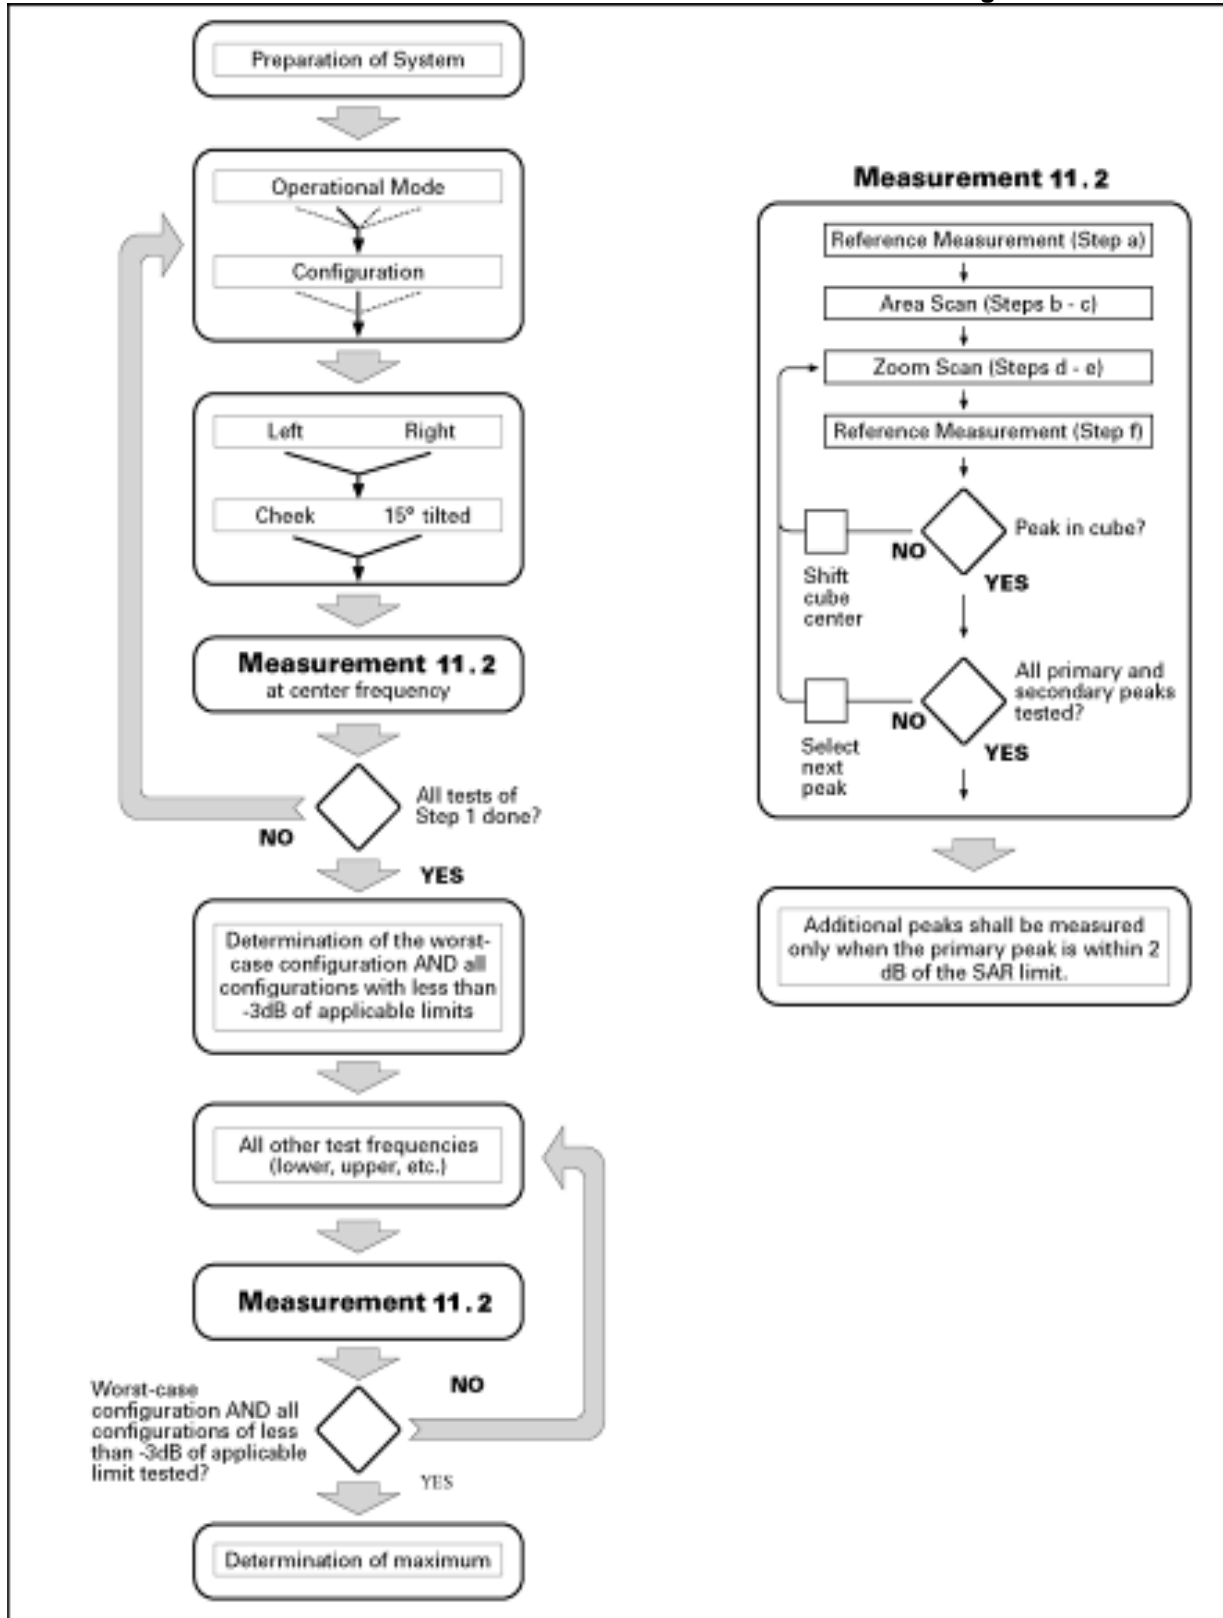 Preparation of System
Operational Mode
Configuration
Left Right
Cheek 15° tilted
Measurement 11.2
at center frequency
All tests of
Step 1 done?
NO
YES
Determination of the worst-
case configuration AND all
configurations with less than
-3dB of applicable limits
All other test frequencies
(lower, upper, etc.)
Measurement 11.2
NO
Worst-case
configuration AND all
configurations of less
than -3dB of applicable
limit tested?
YES
Determination of maximum
Measurement 11.2
Reference Measurement (Step a)
Area Scan (Steps b - c)
Zoom Scan (Steps d - e)
Reference Measurement (Step f)
Peak in cube?
NO
YES
Shift
cube
center
All primary and
secondary peaks
tested?
NO
YES
Select
next
peak
Additional peaks shall be measured
only when the primary peak is within 2
dB of the SAR limit.